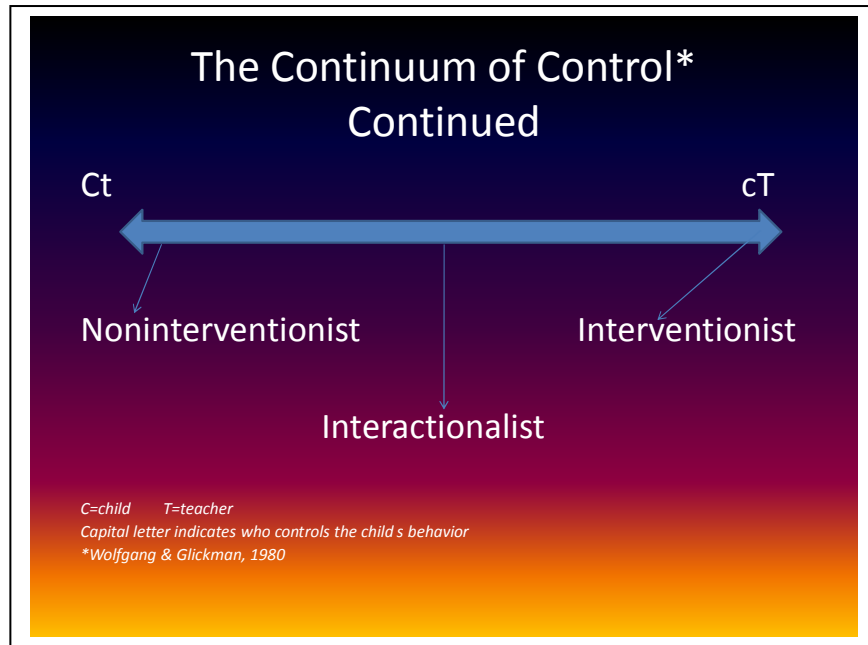 The Continuum of Control*
Continued
Ct cT
Noninterventionist Interventionist
Interactionalist
C=child T=teacher
Capital letter indicates who controls the child s behavior
*Wolfgang & Glickman, 1980